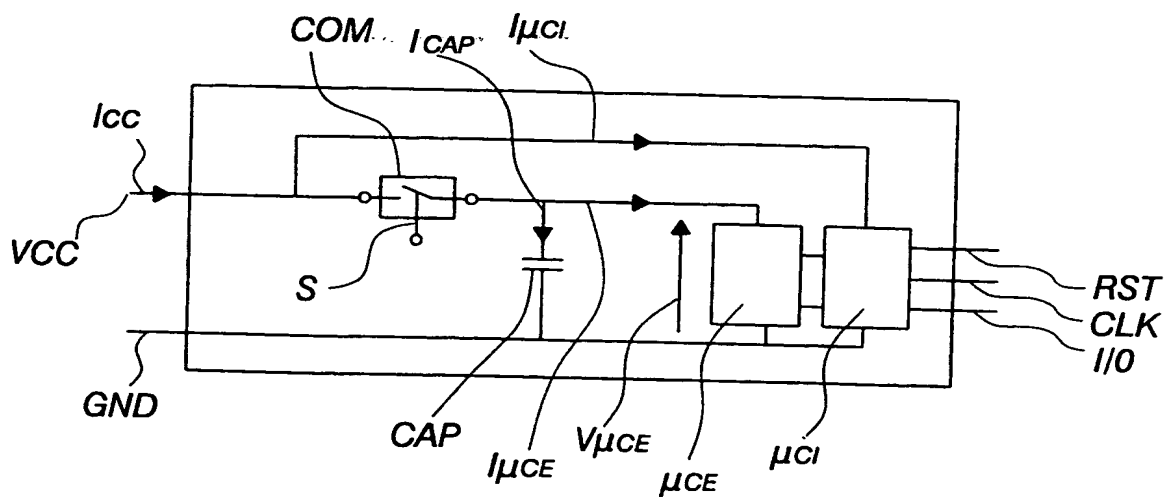 COM
ICAP
IμCI
Icc
VCC
S
RST
CLK
I/0
GND
CAP
IμCE
VμCE
μCE
μCI